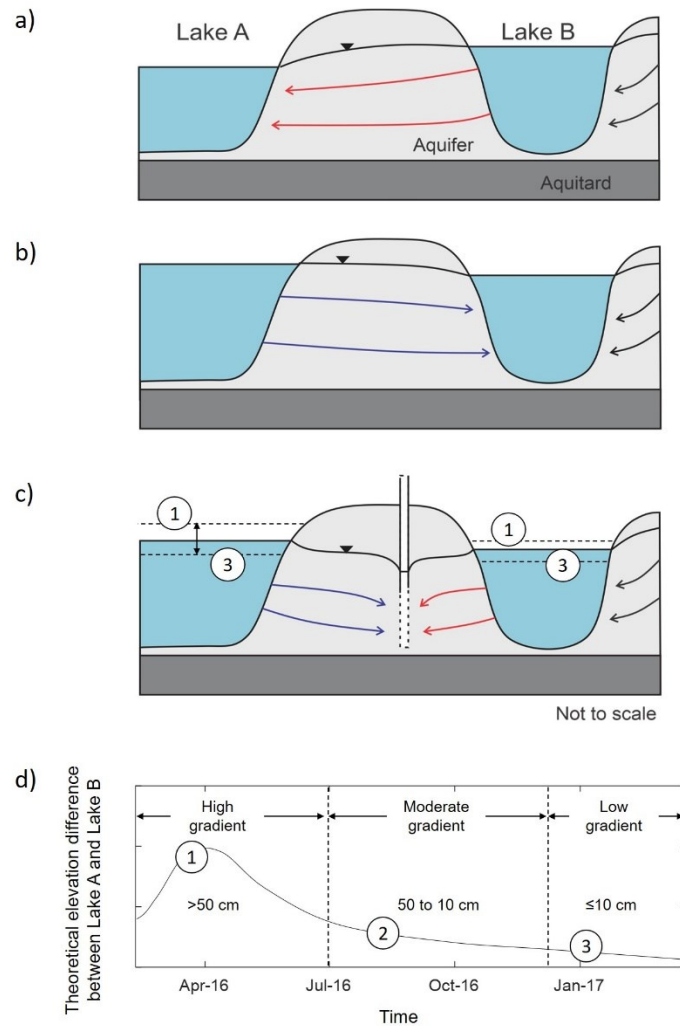 a)
Lake A
Lake B
Aquifer
Aquitard
b)
c)
1
1
3
3
Not to scale
d)
Theoretical elevation difference
between Lake A and Lake B
High
gradient
Moderate
gradient
Low
gradient
1
>50 cm
50 to 10 cm
≤10 cm
2
3
Apr-16
Jul-16
Oct-16
Jan-17
Time